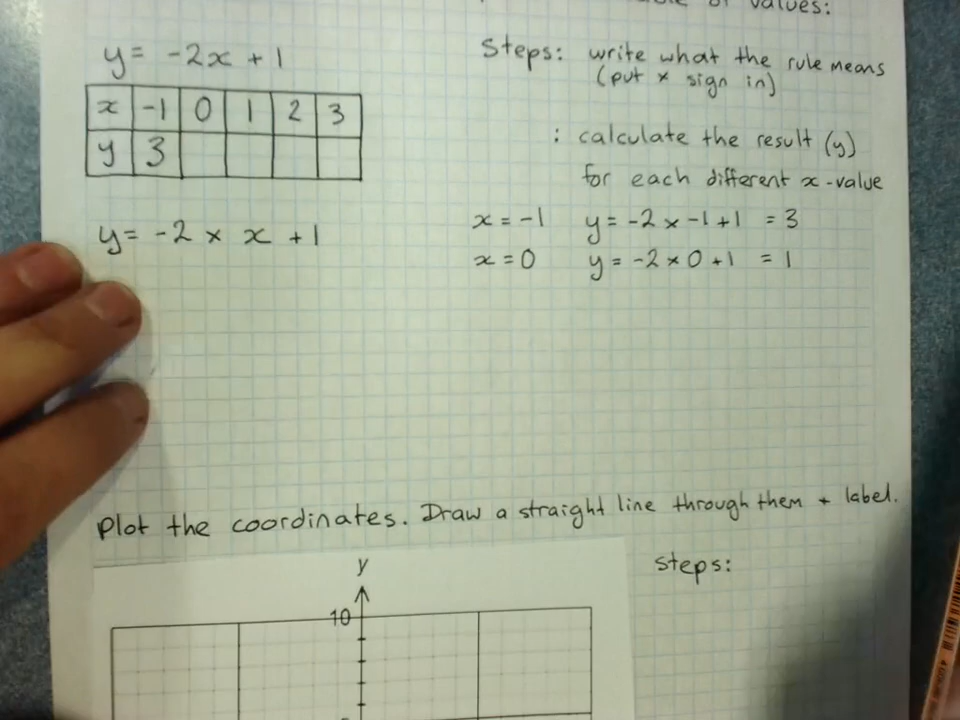 of values:
y = -2x + 1
x -1 0 1 2 3
y 3
y = -2 × x + 1
Steps: write what the rule means
(put × sign in)
: calculate the result (y)
for each different x-value
x = -1 y = -2 × -1 + 1 = 3
x = 0 y = -2 × 0 + 1 = 1
Plot the coordinates. Draw a straight line through them + label.
steps:
y
10